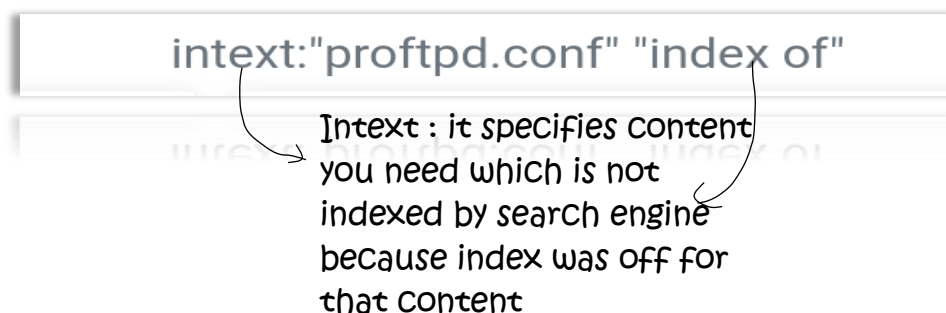 intext:"proftpd.conf" "index of"
Intext : it specifies content
you need which is not
indexed by search engine
because index was off for
that content